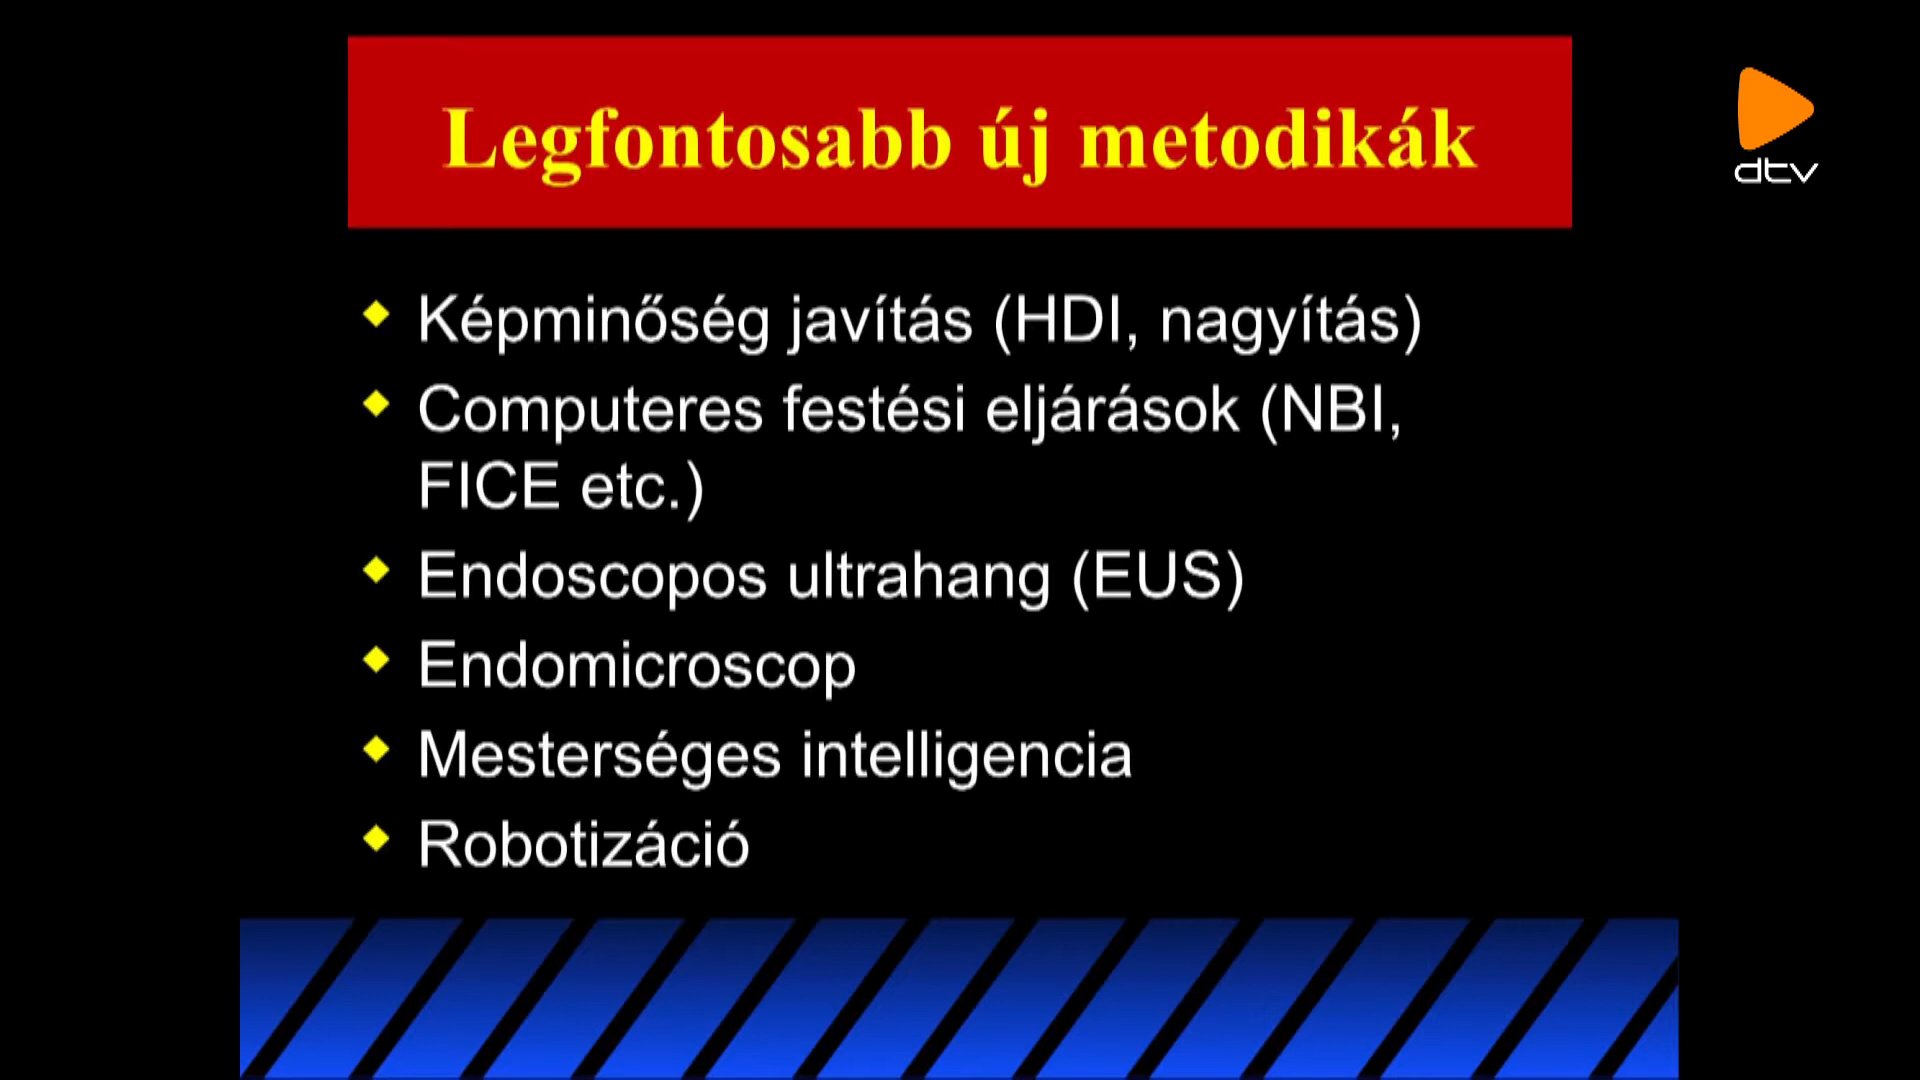 Legfontosabb új metodikák
dtv
Képminőség javítás (HDI, nagyítás)
Computeres festési eljárások (NBI,
FICE etc.)
Endoscopos ultrahang (EUS)
Endomicroscop
Mesterséges intelligencia
Robotizáció